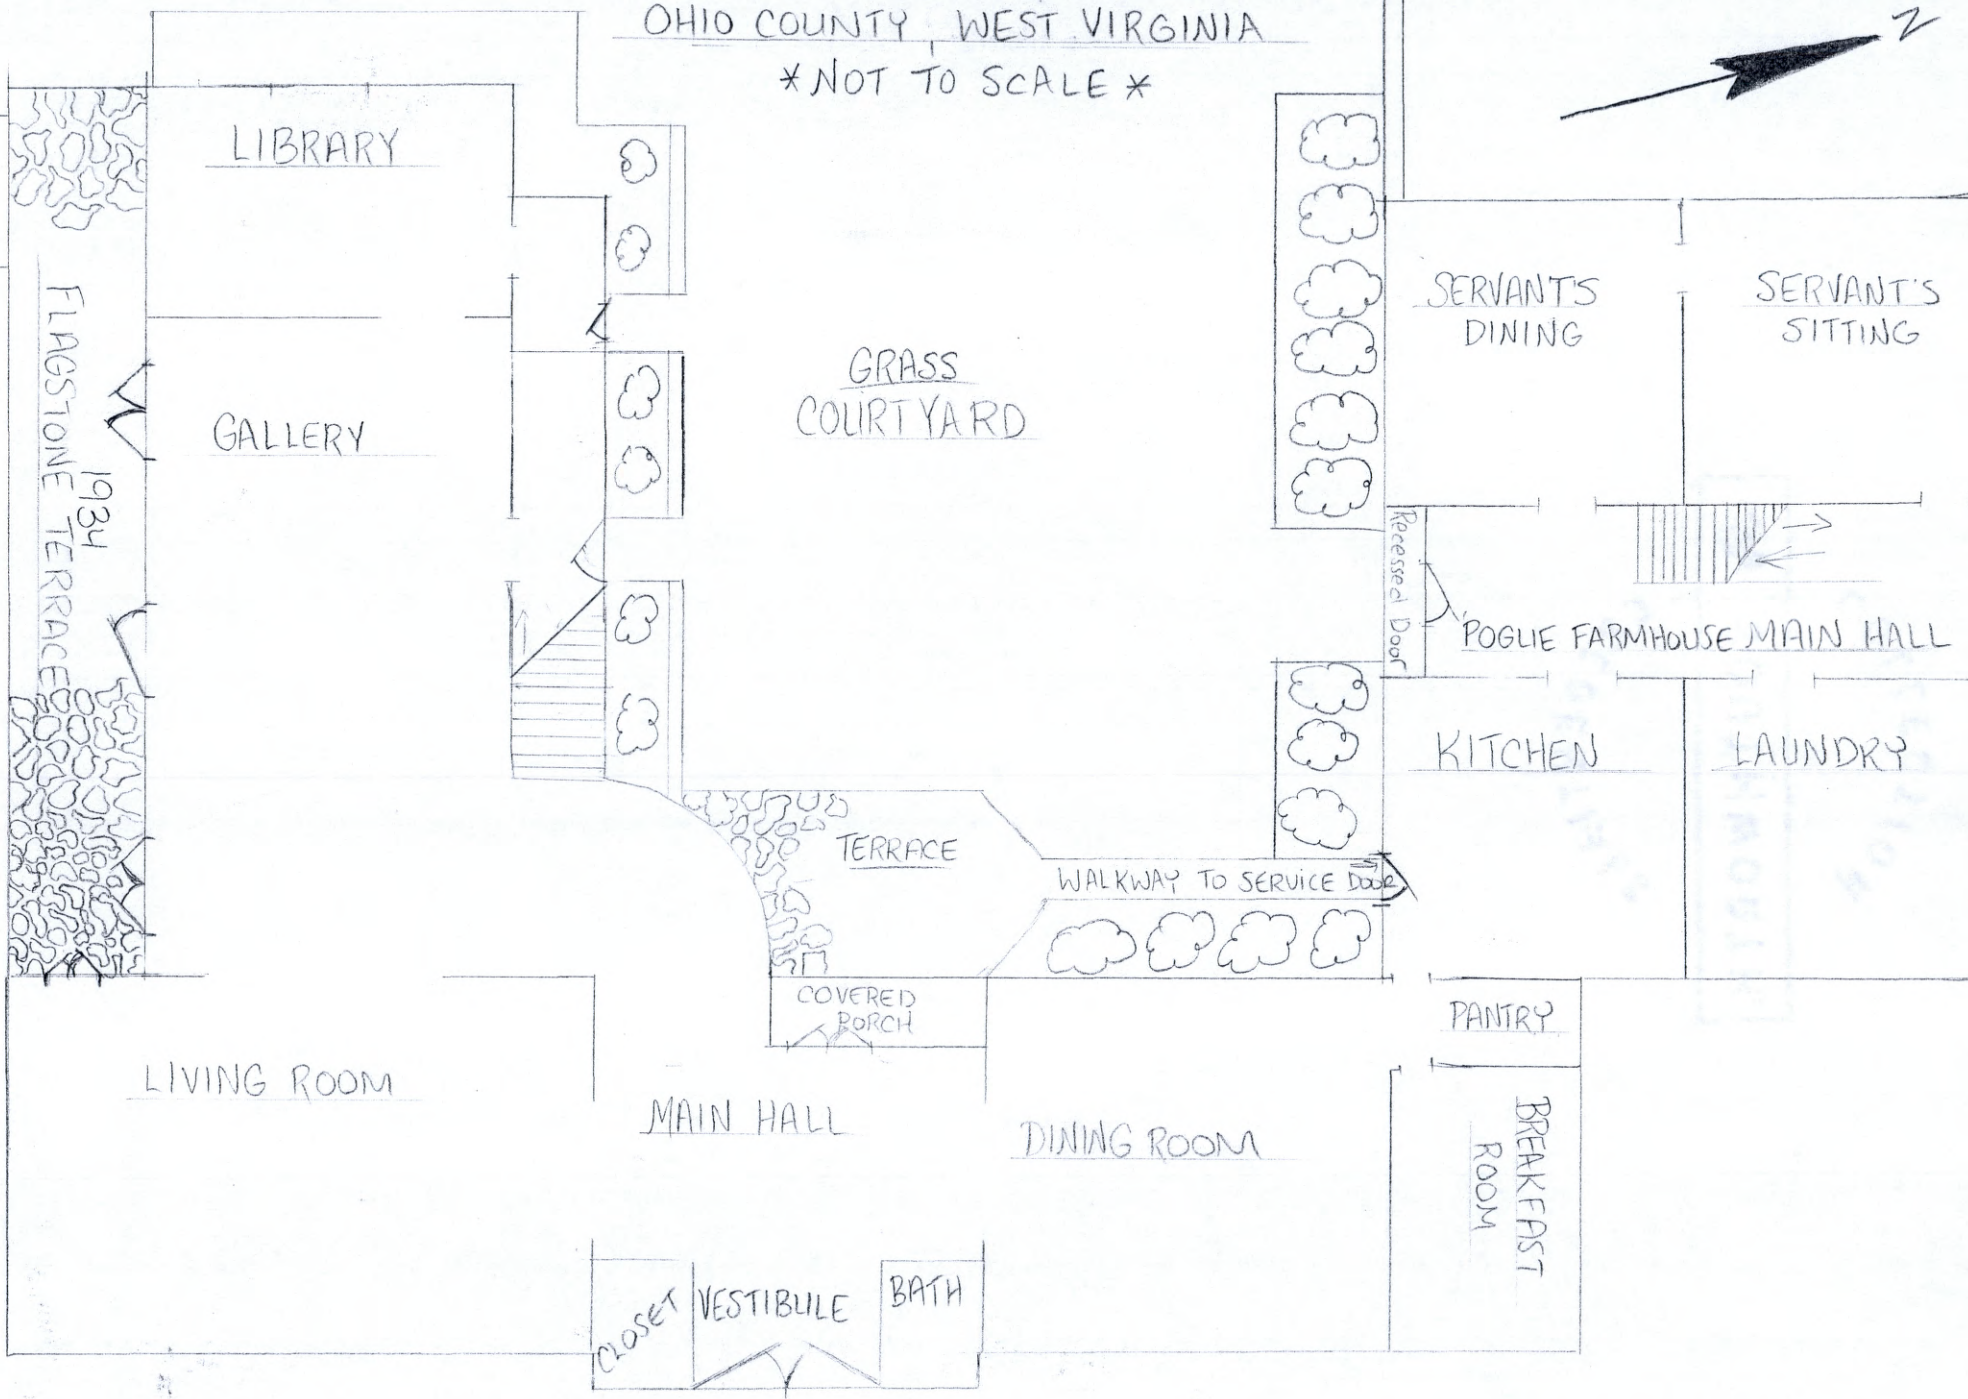 OHIO COUNTY, WEST VIRGINIA
*NOT TO SCALE*
N
LIBRARY
FLAGSTONE TERRACE
1934
GALLERY
GRASS
COURTYARD
SERVANT'S
DINING
SERVANT'S
SITTING
Recessed Door
POGLIE FARMHOUSE MAIN HALL
KITCHEN
LAUNDRY
TERRACE
WALKWAY TO SERVICE DOOR
COVERED
PORCH
PANTRY
LIVING ROOM
MAIN HALL
DINING ROOM
BREAKFAST
ROOM
CLOSET
VESTIBULE
BATH